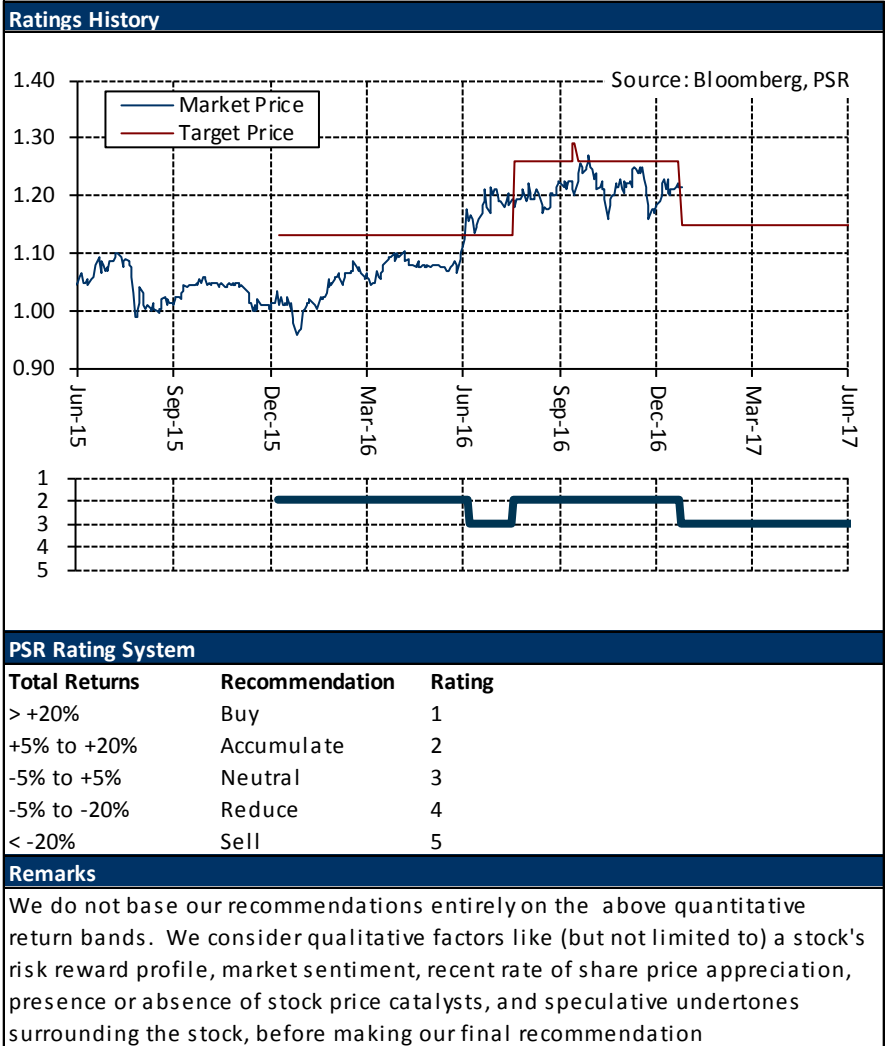 Ratings History
Source: Bloomberg, PSR
Market Price
Target Price
1.40
1.30
1.20
1.10
1.00
0.90
Jun-15
Sep-15
Dec-15
Mar-16
Jun-16
Sep-16
Dec-16
Mar-17
Jun-17
1
2
3
4
5
PSR Rating System
Total Returns Recommendation Rating
> +20% Buy 1
+5% to +20% Accumulate 2
-5% to +5% Neutral 3
-5% to -20% Reduce 4
< -20% Sell 5
Remarks
We do not base our recommendations entirely on the above quantitative
return bands. We consider qualitative factors like (but not limited to) a stock's
risk reward profile, market sentiment, recent rate of share price appreciation,
presence or absence of stock price catalysts, and speculative undertones
surrounding the stock, before making our final recommendation